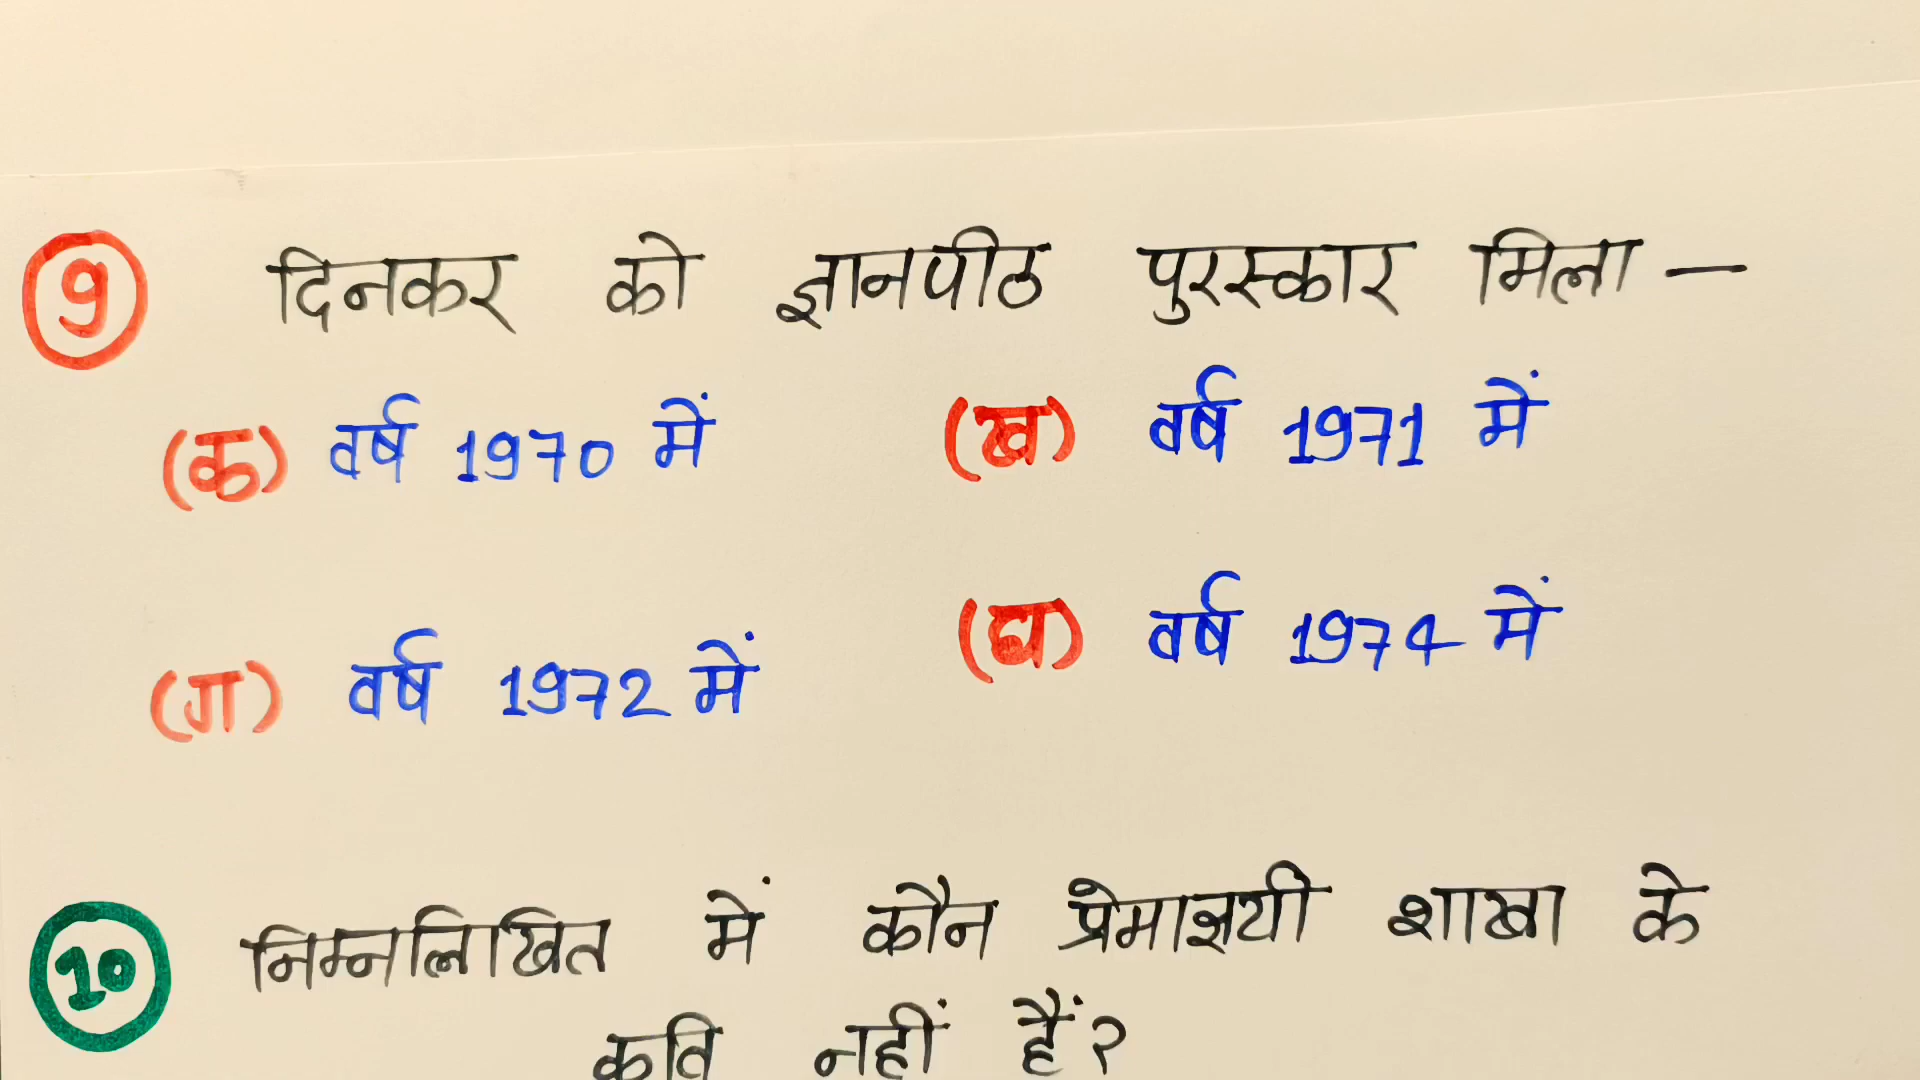 9 दिनकर को ज्ञानपीठ पुरस्कार मिला —
(क) वर्ष 1970 में (ख) वर्ष 1971 में
(ग) वर्ष 1972 में (घ) वर्ष 1974 में
10 निम्नलिखित में कौन प्रेमाश्रयी शाखा के
कवि नहीं हैं?